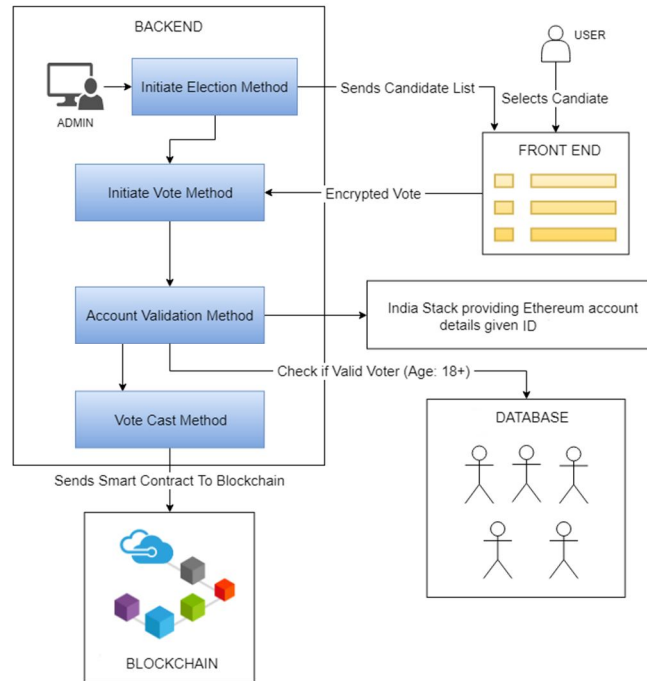 BACKEND
USER
ADMIN
Initiate Election Method
Sends Candidate List
Selects Candiate
FRONT END
Initiate Vote Method
Encrypted Vote
Account Validation Method
India Stack providing Ethereum account
details given ID
Check if Valid Voter (Age: 18+)
Vote Cast Method
DATABASE
Sends Smart Contract To Blockchain
BLOCKCHAIN